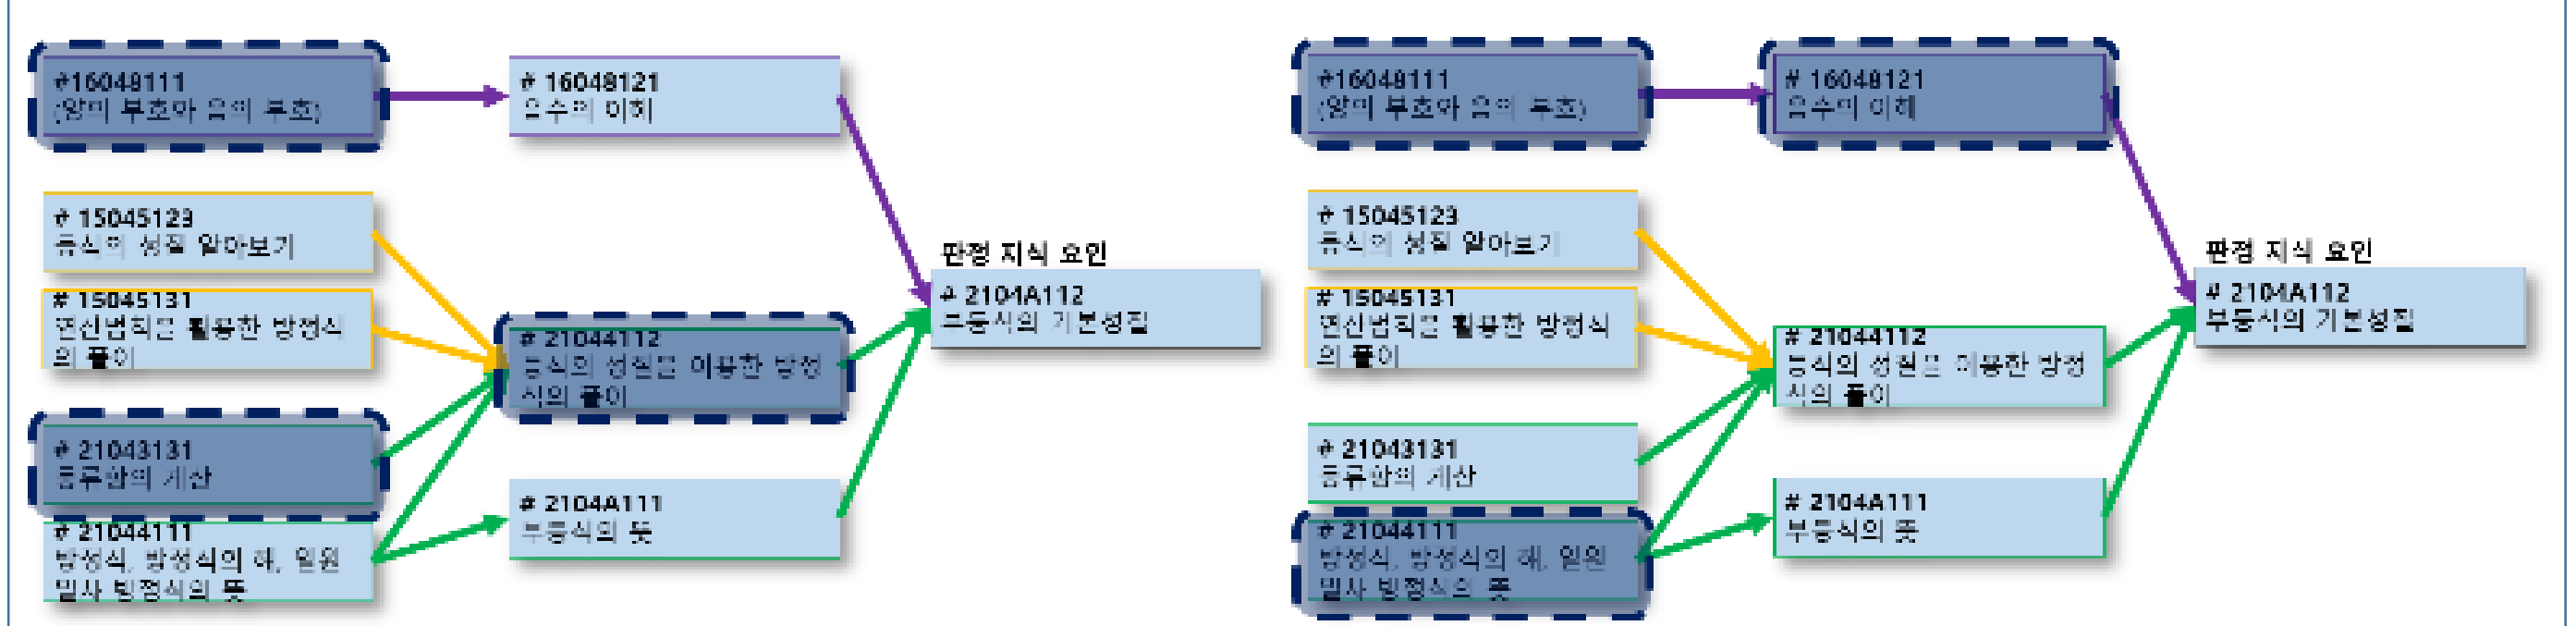 #16048111
(양의 부호와 음의 부호)
# 16048121
음수의 이해
# 15045123
등식의 성질 알아보기
# 15045131
연산법칙을 활용한 방정식
의 풀이
# 21044112
등식의 성질을 이용한 방정
식의 풀이
# 21043131
동류항의 계산
# 21044111
방정식, 방정식의 해, 일원
일차 방정식의 뜻
# 2104A111
부등식의 뜻
판정 지식 요인
# 2104A112
부등식의 기본성질
#16048111
(양의 부호와 음의 부호)
# 16048121
음수의 이해
# 15045123
등식의 성질 알아보기
# 15045131
연산법칙을 활용한 방정식
의 풀이
# 21044112
등식의 성질을 이용한 방정
식의 풀이
# 21043131
동류항의 계산
# 21044111
방정식, 방정식의 해, 일원
일차 방정식의 뜻
# 2104A111
부등식의 뜻
판정 지식 요인
# 2104A112
부등식의 기본성질